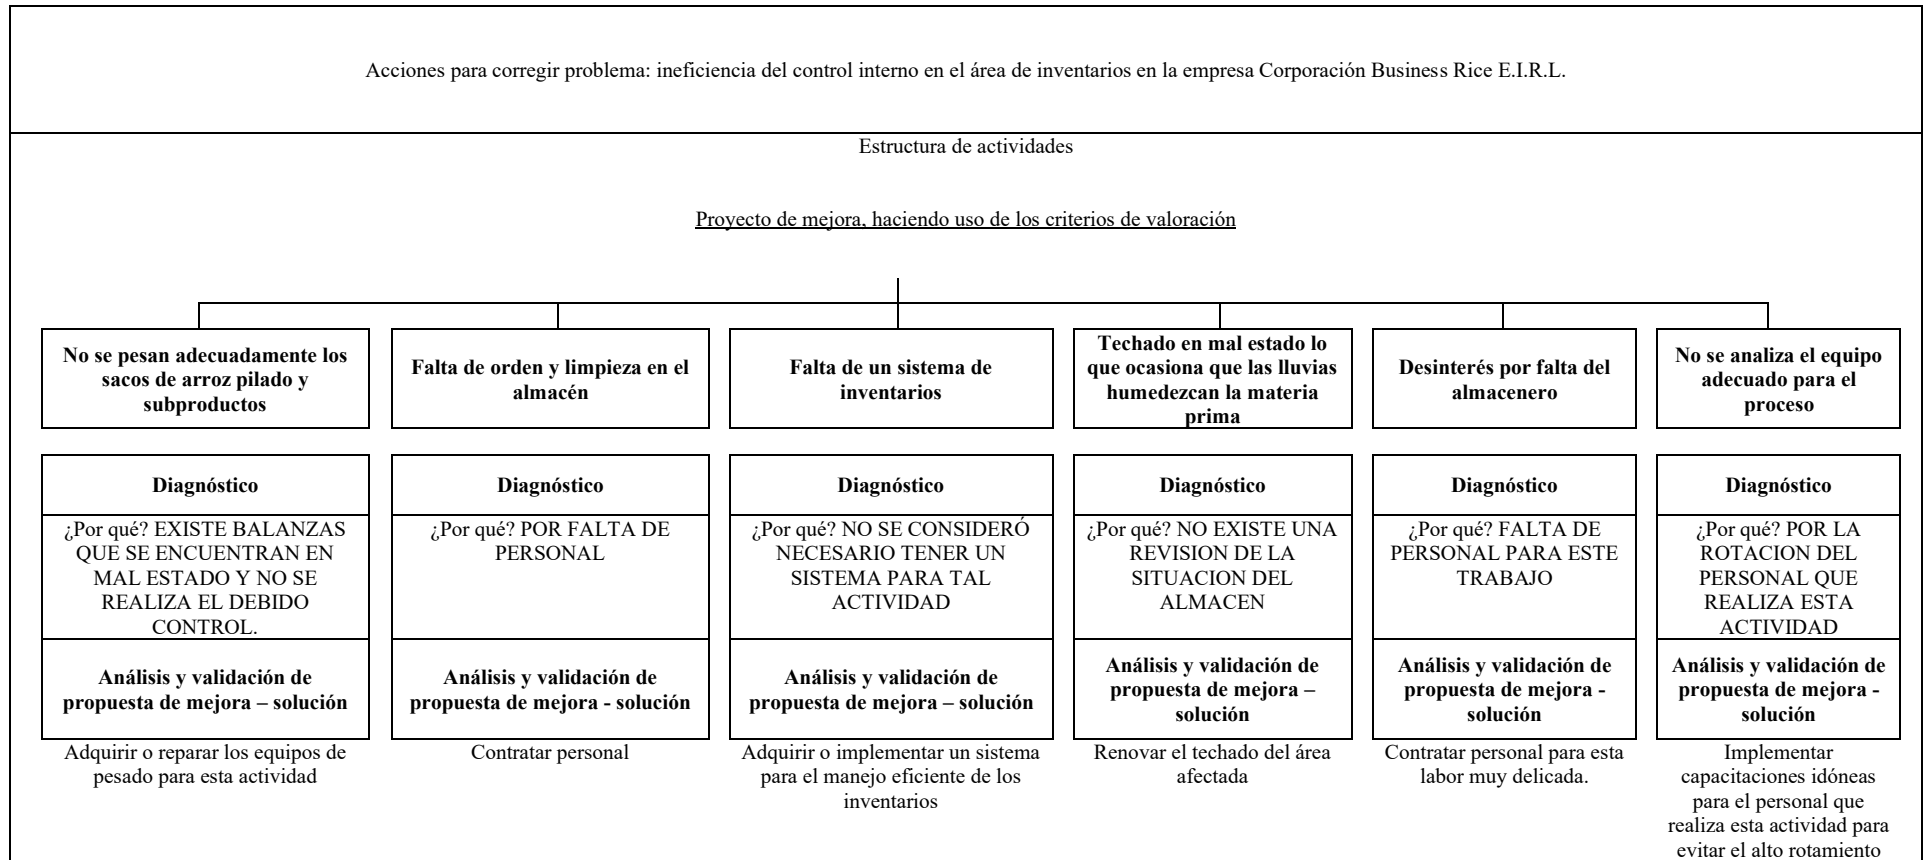 Acciones para corregir problema: ineficiencia del control interno en el área de inventarios en la empresa Corporación Business Rice E.I.R.L.
Estructura de actividades
Proyecto de mejora, haciendo uso de los criterios de valoración
No se pesan adecuadamente los
sacos de arroz pilado y
subproductos
Falta de orden y limpieza en el
almacén
Falta de un sistema de
inventarios
Techado en mal estado lo
que ocasiona que las lluvias
humedezcan la materia
prima
Desinterés por falta del
almacenero
No se analiza el equipo
adecuado para el
proceso
Diagnóstico
¿Por qué? EXISTE BALANZAS
QUE SE ENCUENTRAN EN
MAL ESTADO Y NO SE
REALIZA EL DEBIDO
CONTROL.
Análisis y validación de
propuesta de mejora – solución
Adquirir o reparar los equipos de
pesado para esta actividad
Diagnóstico
¿Por qué? POR FALTA DE
PERSONAL
Análisis y validación de
propuesta de mejora - solución
Contratar personal
Diagnóstico
¿Por qué? NO SE CONSIDERÓ
NECESARIO TENER UN
SISTEMA PARA TAL
ACTIVIDAD
Análisis y validación de
propuesta de mejora – solución
Adquirir o implementar un sistema
para el manejo eficiente de los
inventarios
Diagnóstico
¿Por qué? NO EXISTE UNA
REVISION DE LA
SITUACION DEL
ALMACEN
Análisis y validación de
propuesta de mejora –
solución
Renovar el techado del área
afectada
Diagnóstico
¿Por qué? FALTA DE
PERSONAL PARA ESTE
TRABAJO
Análisis y validación de
propuesta de mejora -
solución
Contratar personal para esta
labor muy delicada.
Diagnóstico
¿Por qué? POR LA
ROTACION DEL
PERSONAL QUE
REALIZA ESTA
ACTIVIDAD
Análisis y validación de
propuesta de mejora -
solución
Implementar
capacitaciones idóneas
para el personal que
realiza esta actividad para
evitar el alto rotamiento